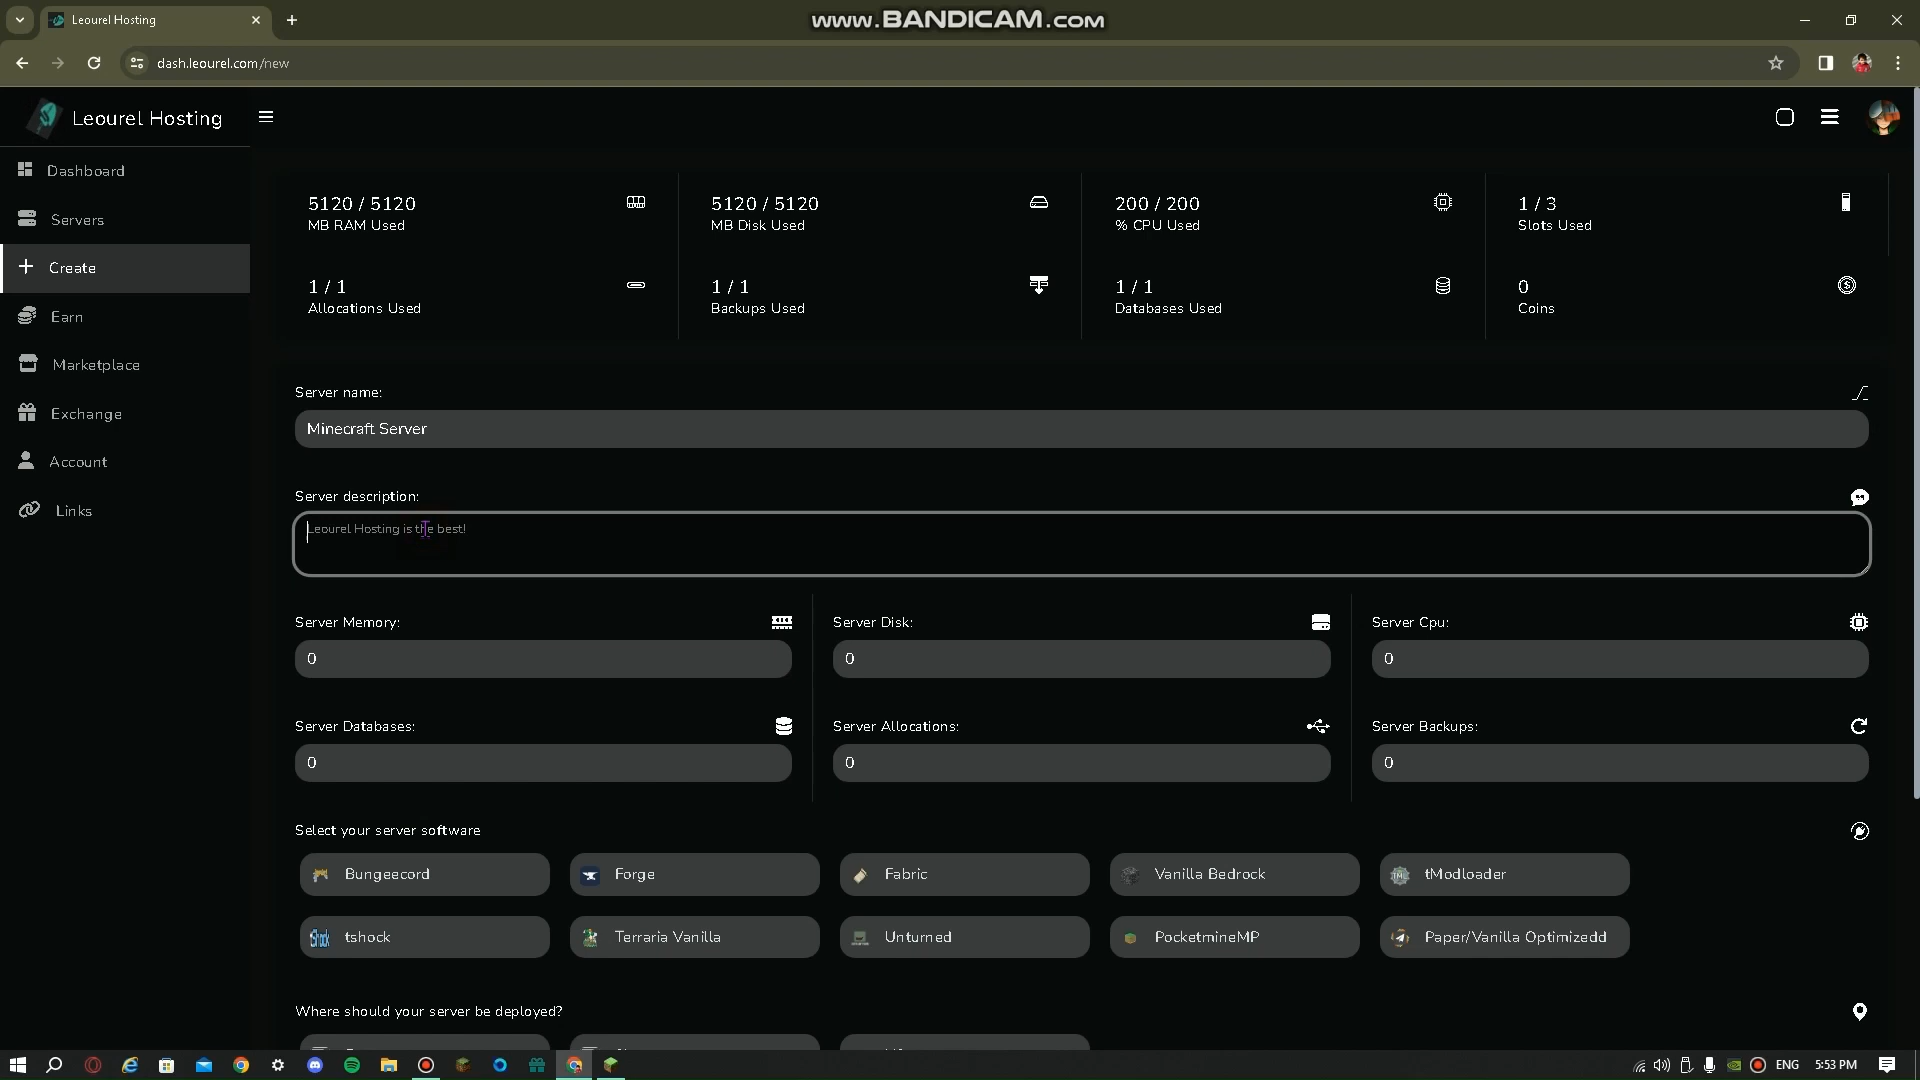 Leourel Hosting
www.BANDICAM.com
dash.leourel.com/new
Leourel Hosting
Dashboard
Servers
Create
Earn
Marketplace
Exchange
Account
Links
5120 / 5120
MB RAM Used
5120 / 5120
MB Disk Used
200 / 200
% CPU Used
1 / 3
Slots Used
1 / 1
Allocations Used
1 / 1
Backups Used
1 / 1
Databases Used
0
Coins
Server name:
Minecraft Server
Server description:
Leourel Hosting is the best!
Server Memory:
0
Server Disk:
0
Server Cpu:
0
Server Databases:
0
Server Allocations:
0
Server Backups:
0
Select your server software
Bungeecord
Forge
Fabric
Vanilla Bedrock
tModloader
tshock
Terraria Vanilla
Unturned
PocketmineMP
Paper/Vanilla Optimizedd
Where should your server be deployed?
ENG
5:53 PM